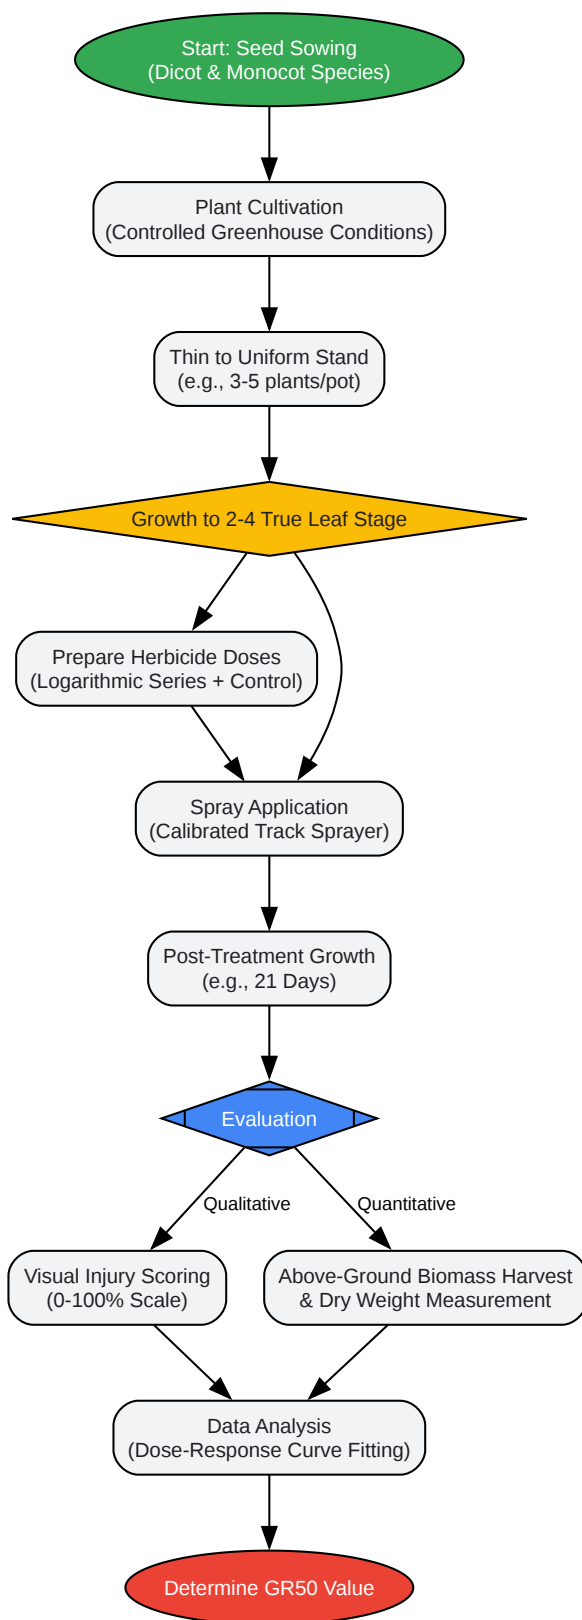 Start: Seed Sowing
(Dicot & Monocot Species)
Plant Cultivation
(Controlled Greenhouse Conditions)
Thin to Uniform Stand
(e.g., 3-5 plants/pot)
Growth to 2-4 True Leaf Stage
Prepare Herbicide Doses
(Logarithmic Series + Control)
Spray Application
(Calibrated Track Sprayer)
Post-Treatment Growth
(e.g., 21 Days)
Evaluation
Qualitative
Quantitative
Visual Injury Scoring
(0-100% Scale)
Above-Ground Biomass Harvest
& Dry Weight Measurement
Data Analysis
(Dose-Response Curve Fitting)
Determine GR50 Value